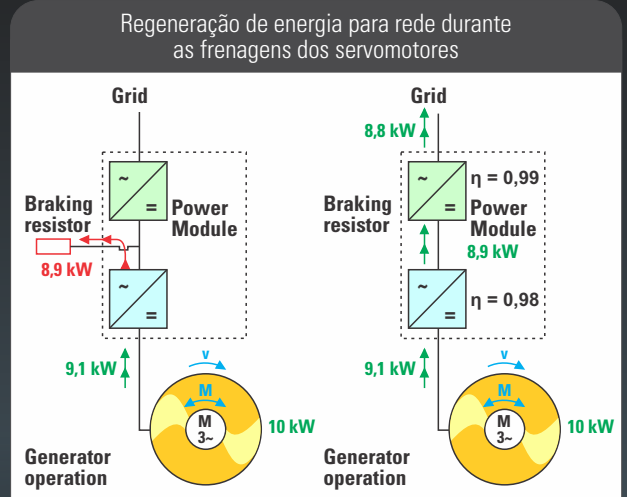 Regeneração de energia para rede durante
as frenagens dos servomotores
Grid
~
=
Power
Module
Braking
resistor
8,9 kW
~
=
9,1 kW
v
M
M
3~
10 kW
Generator
operation
Grid
8,8 kW
~
=
η = 0,99
Power
Module
Braking
resistor
8,9 kW
~
=
η = 0,98
9,1 kW
v
M
M
3~
10 kW
Generator
operation